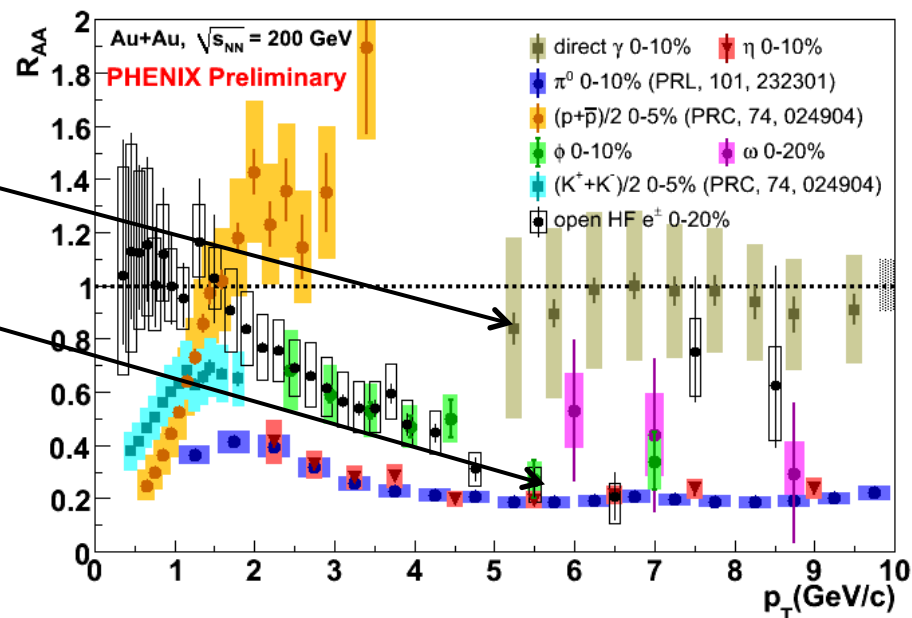 R_AA
2
1.8
1.6
1.4
1.2
1
0.8
0.6
0.4
0.2
0
Au+Au, √s_NN = 200 GeV
PHENIX Preliminary
direct γ 0-10% η 0-10%
π⁰ 0-10% (PRL, 101, 232301)
(p+p̅)/2 0-5% (PRC, 74, 024904)
ϕ 0-10% ω 0-20%
(K⁺+K⁻)/2 0-5% (PRC, 74, 024904)
open HF e± 0-20%
0 1 2 3 4 5 6 7 8 9 10
p_T(GeV/c)